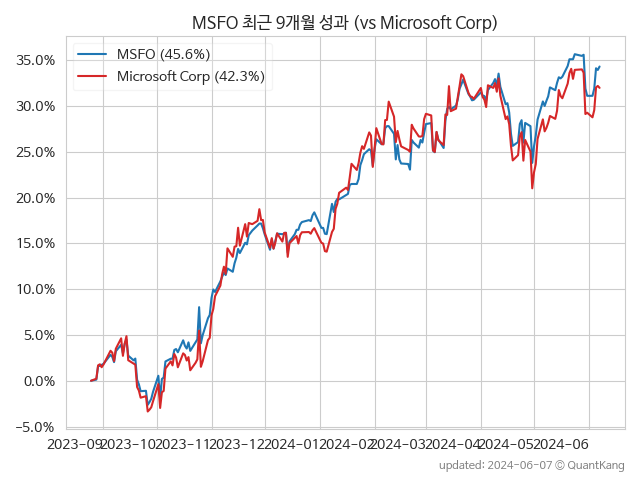 MSFO 최근 9개월 성과 (vs Microsoft Corp)
MSFO (45.6%)
Microsoft Corp (42.3%)
35.0%
30.0%
25.0%
20.0%
15.0%
10.0%
5.0%
0.0%
−5.0%
2023−09 2023−10 2023−11 2023−12 2024−01 2024−02 2024−03 2024−04 2024−05 2024−06
updated: 2024-06-07 © QuantKang